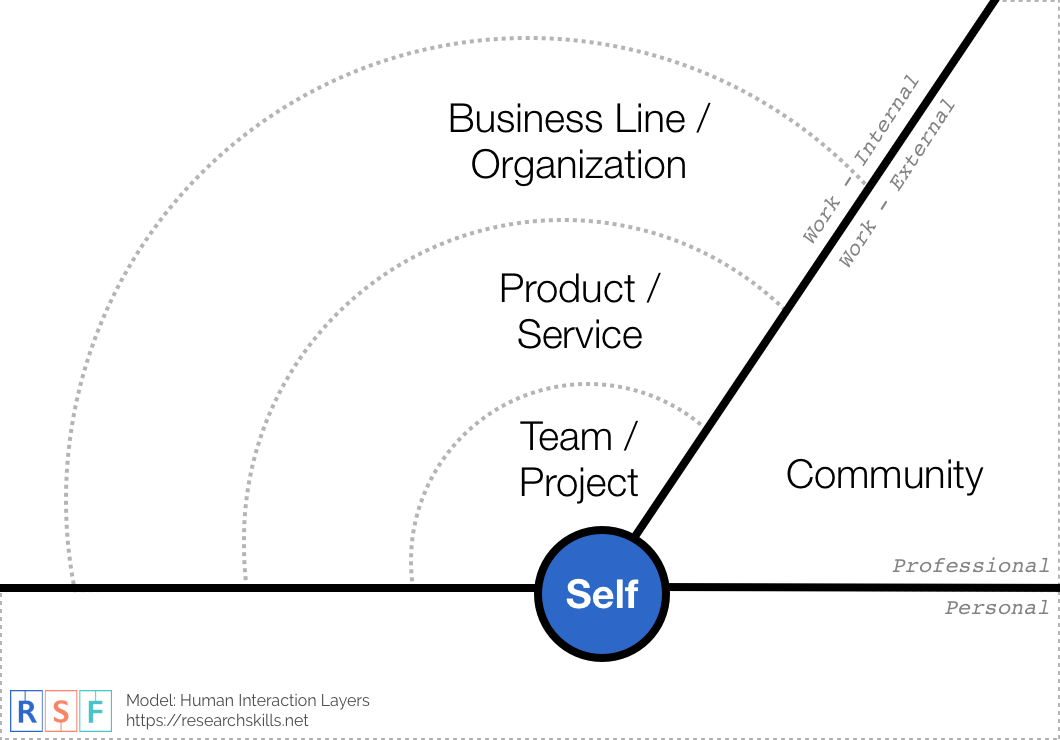 Business Line /
Organization
Work - Internal
Work - External
Product /
Service
Team /
Project
Community
Professional
Self
Personal
R S F
Model: Human Interaction Layers
https://researchskills.net